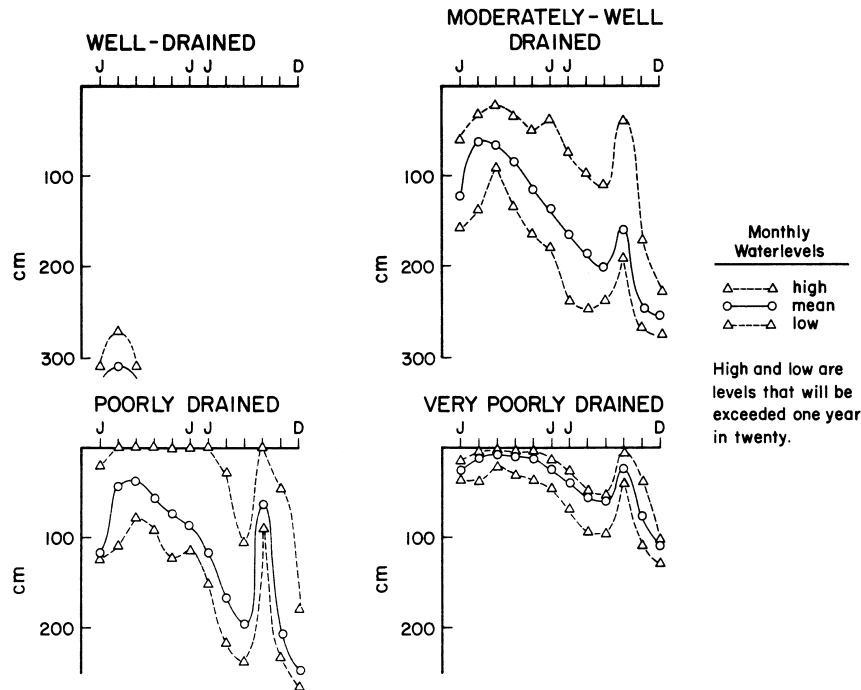 WELL-DRAINED
J J J D
100
200
300
cm
MODERATELY-WELL
DRAINED
J J J D
100
200
300
cm
Monthly
Waterlevels
high
mean
low
High and low are
levels that will be
exceeded one year
in twenty.
POORLY DRAINED
J J J D
100
200
cm
VERY POORLY DRAINED
J J J D
100
200
cm